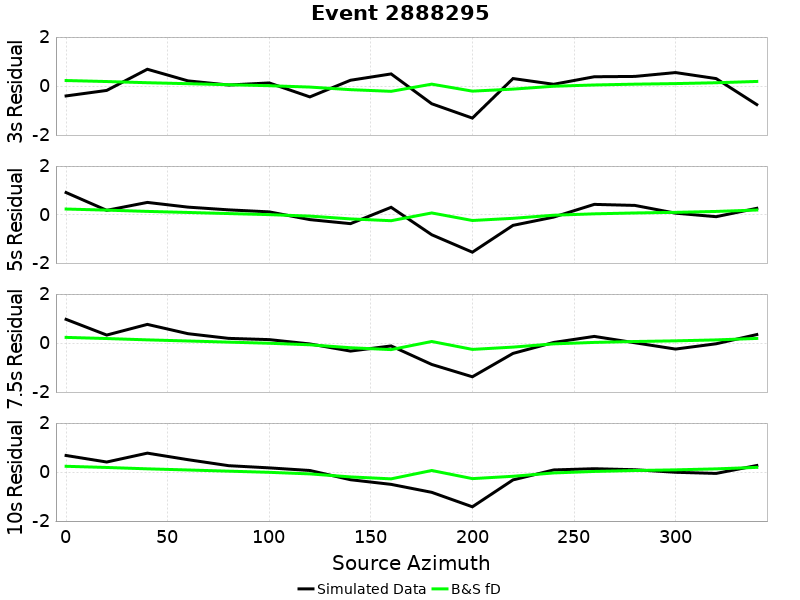 Event 2888295
3s Residual
2
0
-2
5s Residual
2
0
-2
7.5s Residual
2
0
-2
10s Residual
2
0
-2
0 50 100 150 200 250 300
Source Azimuth
Simulated Data B&S fD